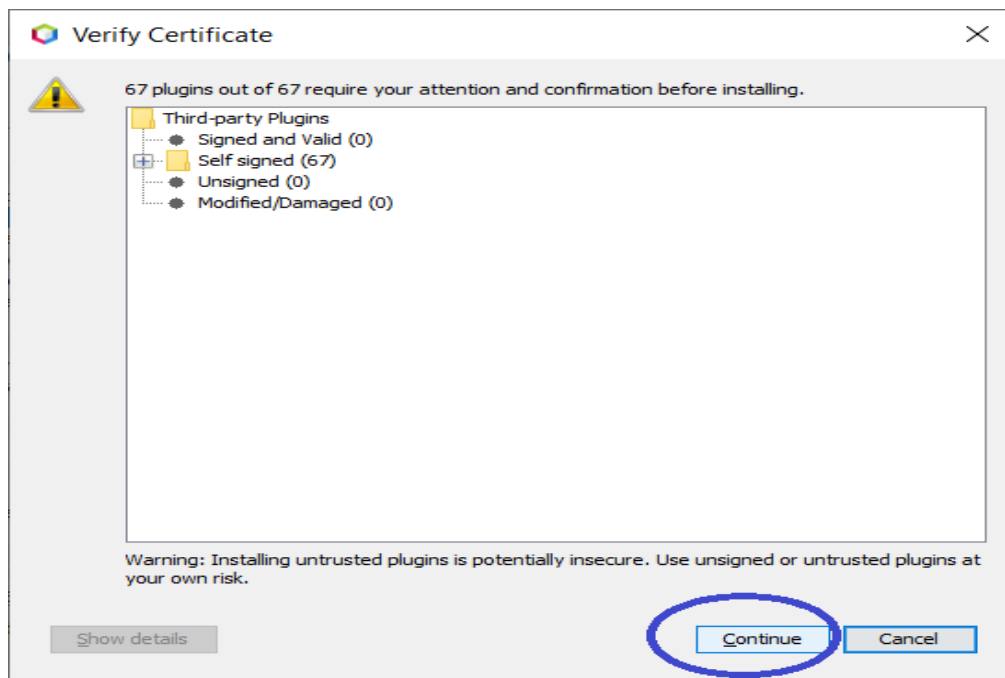 Verify Certificate
67 plugins out of 67 require your attention and confirmation before installing.
Third-party Plugins
Signed and Valid (0)
Self signed (67)
Unsigned (0)
Modified/Damaged (0)
Warning: Installing untrusted plugins is potentially insecure. Use unsigned or untrusted plugins at
your own risk.
Show details
Continue
Cancel